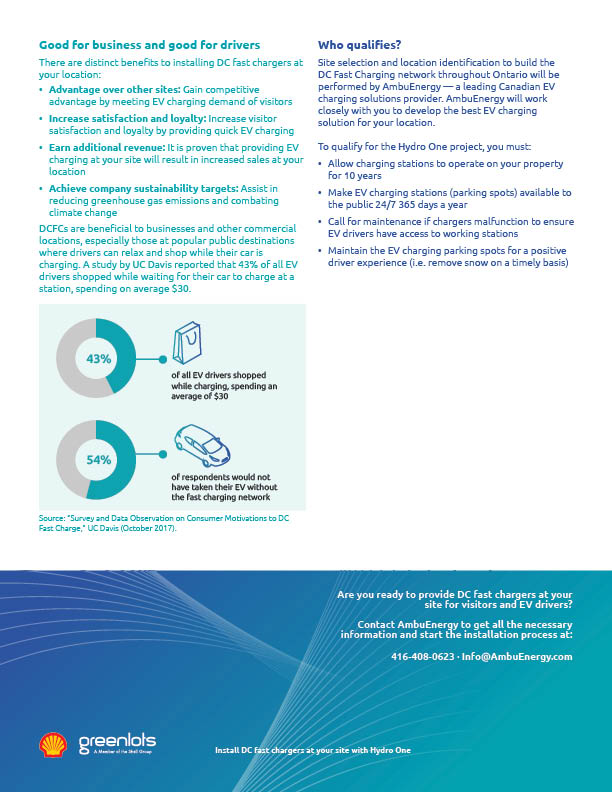 Good for business and good for drivers
There are distinct benefits to installing DC fast chargers at
your location:
• Advantage over other sites: Gain competitive
advantage by meeting EV charging demand of visitors
• Increase satisfaction and loyalty: Increase visitor
satisfaction and loyalty by providing quick EV charging
• Earn additional revenue: It is proven that providing EV
charging at your site will result in increased sales at your
location
• Achieve company sustainability targets: Assist in
reducing greenhouse gas emissions and combating
climate change
DCFCs are beneficial to businesses and other commercial
locations, especially those at popular public destinations
where drivers can relax and shop while their car is
charging. A study by UC Davis reported that 43% of all EV
drivers shopped while waiting for their car to charge at a
station, spending on average $30.
43%
of all EV drivers shopped
while charging, spending an
average of $30
54%
of respondents would not
have taken their EV without
the fast charging network
Source: "Survey and Data Observation on Consumer Motivations to DC
Fast Charge," UC Davis (October 2017).
Who qualifies?
Site selection and location identification to build the
DC Fast Charging network throughout Ontario will be
performed by AmbuEnergy — a leading Canadian EV
charging solutions provider. AmbuEnergy will work
closely with you to develop the best EV charging
solution for your location.
To qualify for the Hydro One project, you must:
• Allow charging stations to operate on your property
for 10 years
• Make EV charging stations (parking spots) available to
the public 24/7 365 days a year
• Call for maintenance if chargers malfunction to ensure
EV drivers have access to working stations
• Maintain the EV charging parking spots for a positive
driver experience (i.e. remove snow on a timely basis)
Are you ready to provide DC fast chargers at your
site for visitors and EV drivers?
Contact AmbuEnergy to get all the necessary
information and start the installation process at:
416-408-0623 · Info@AmbuEnergy.com
greenlots
A Member of the Shell Group
Install DC fast chargers at your site with Hydro One